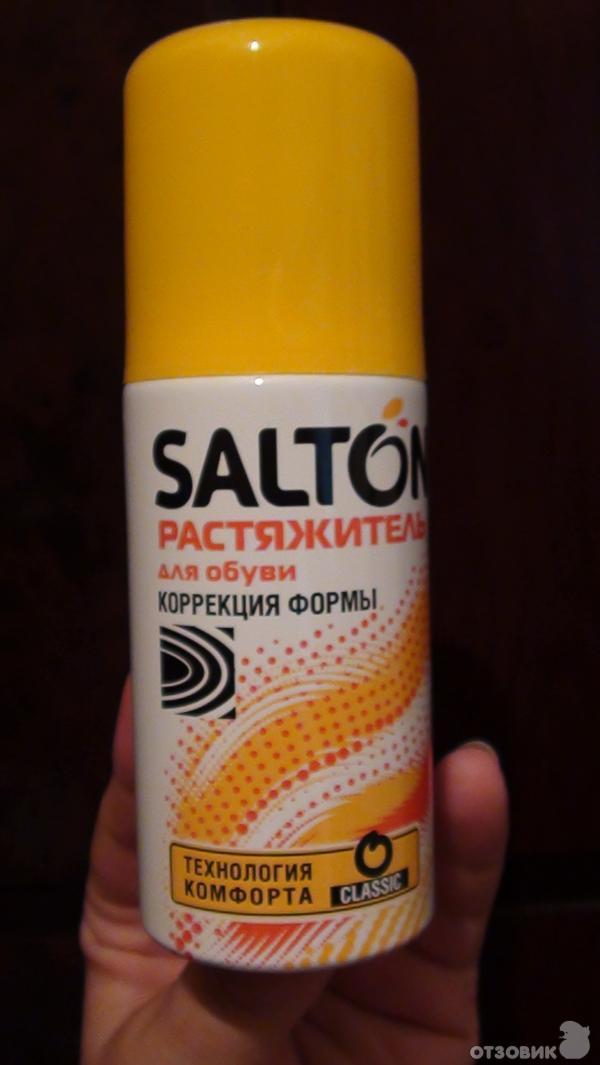 SALTON
РАСТЯЖИТЕЛЬ
для обуви
КОРРЕКЦИЯ ФОРМЫ
ТЕХНОЛОГИЯ
КОМФОРТА
CLASSIC
ОТЗОВИК